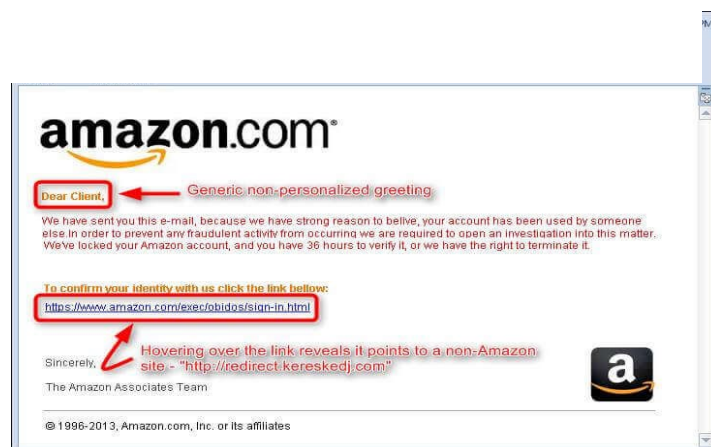 amazon.com
Dear Client,
Generic non-personalized greeting
We have sent you this e-mail, because we have strong reason to belive, your account has been used by someone
else.In order to prevent any fraudulent activity from occurring we are required to open an investigation into this matter.
We've locked your Amazon account, and you have 36 hours to verify it, or we have the right to terminate it.
To confirm your identity with us click the link bellow:
https://www.amazon.com/exec/obidos/sign-in.html
Hovering over the link reveals it points to a non-Amazon
site - "http://redirect.kereskedj.com"
Sincerely,
The Amazon Associates Team
a
© 1996-2013, Amazon.com, Inc. or its affiliates